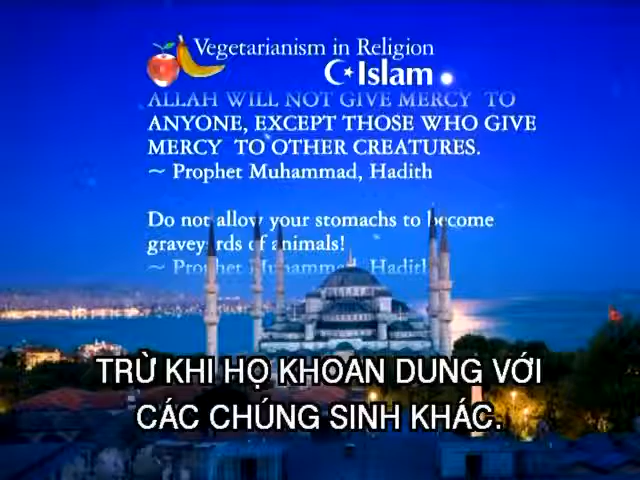 Vegetarianism in Religion
Islam
ALLAH WILL NOT GIVE MERCY TO
ANYONE, EXCEPT THOSE WHO GIVE
MERCY TO OTHER CREATURES.
~ Prophet Muhammad, Hadith
Do not allow your stomachs to become
graveyards of animals!
~ Prophet Muhammad, Hadith
TRỪ KHI HỌ KHOAN DUNG VỚI
CÁC CHÚNG SINH KHÁC.